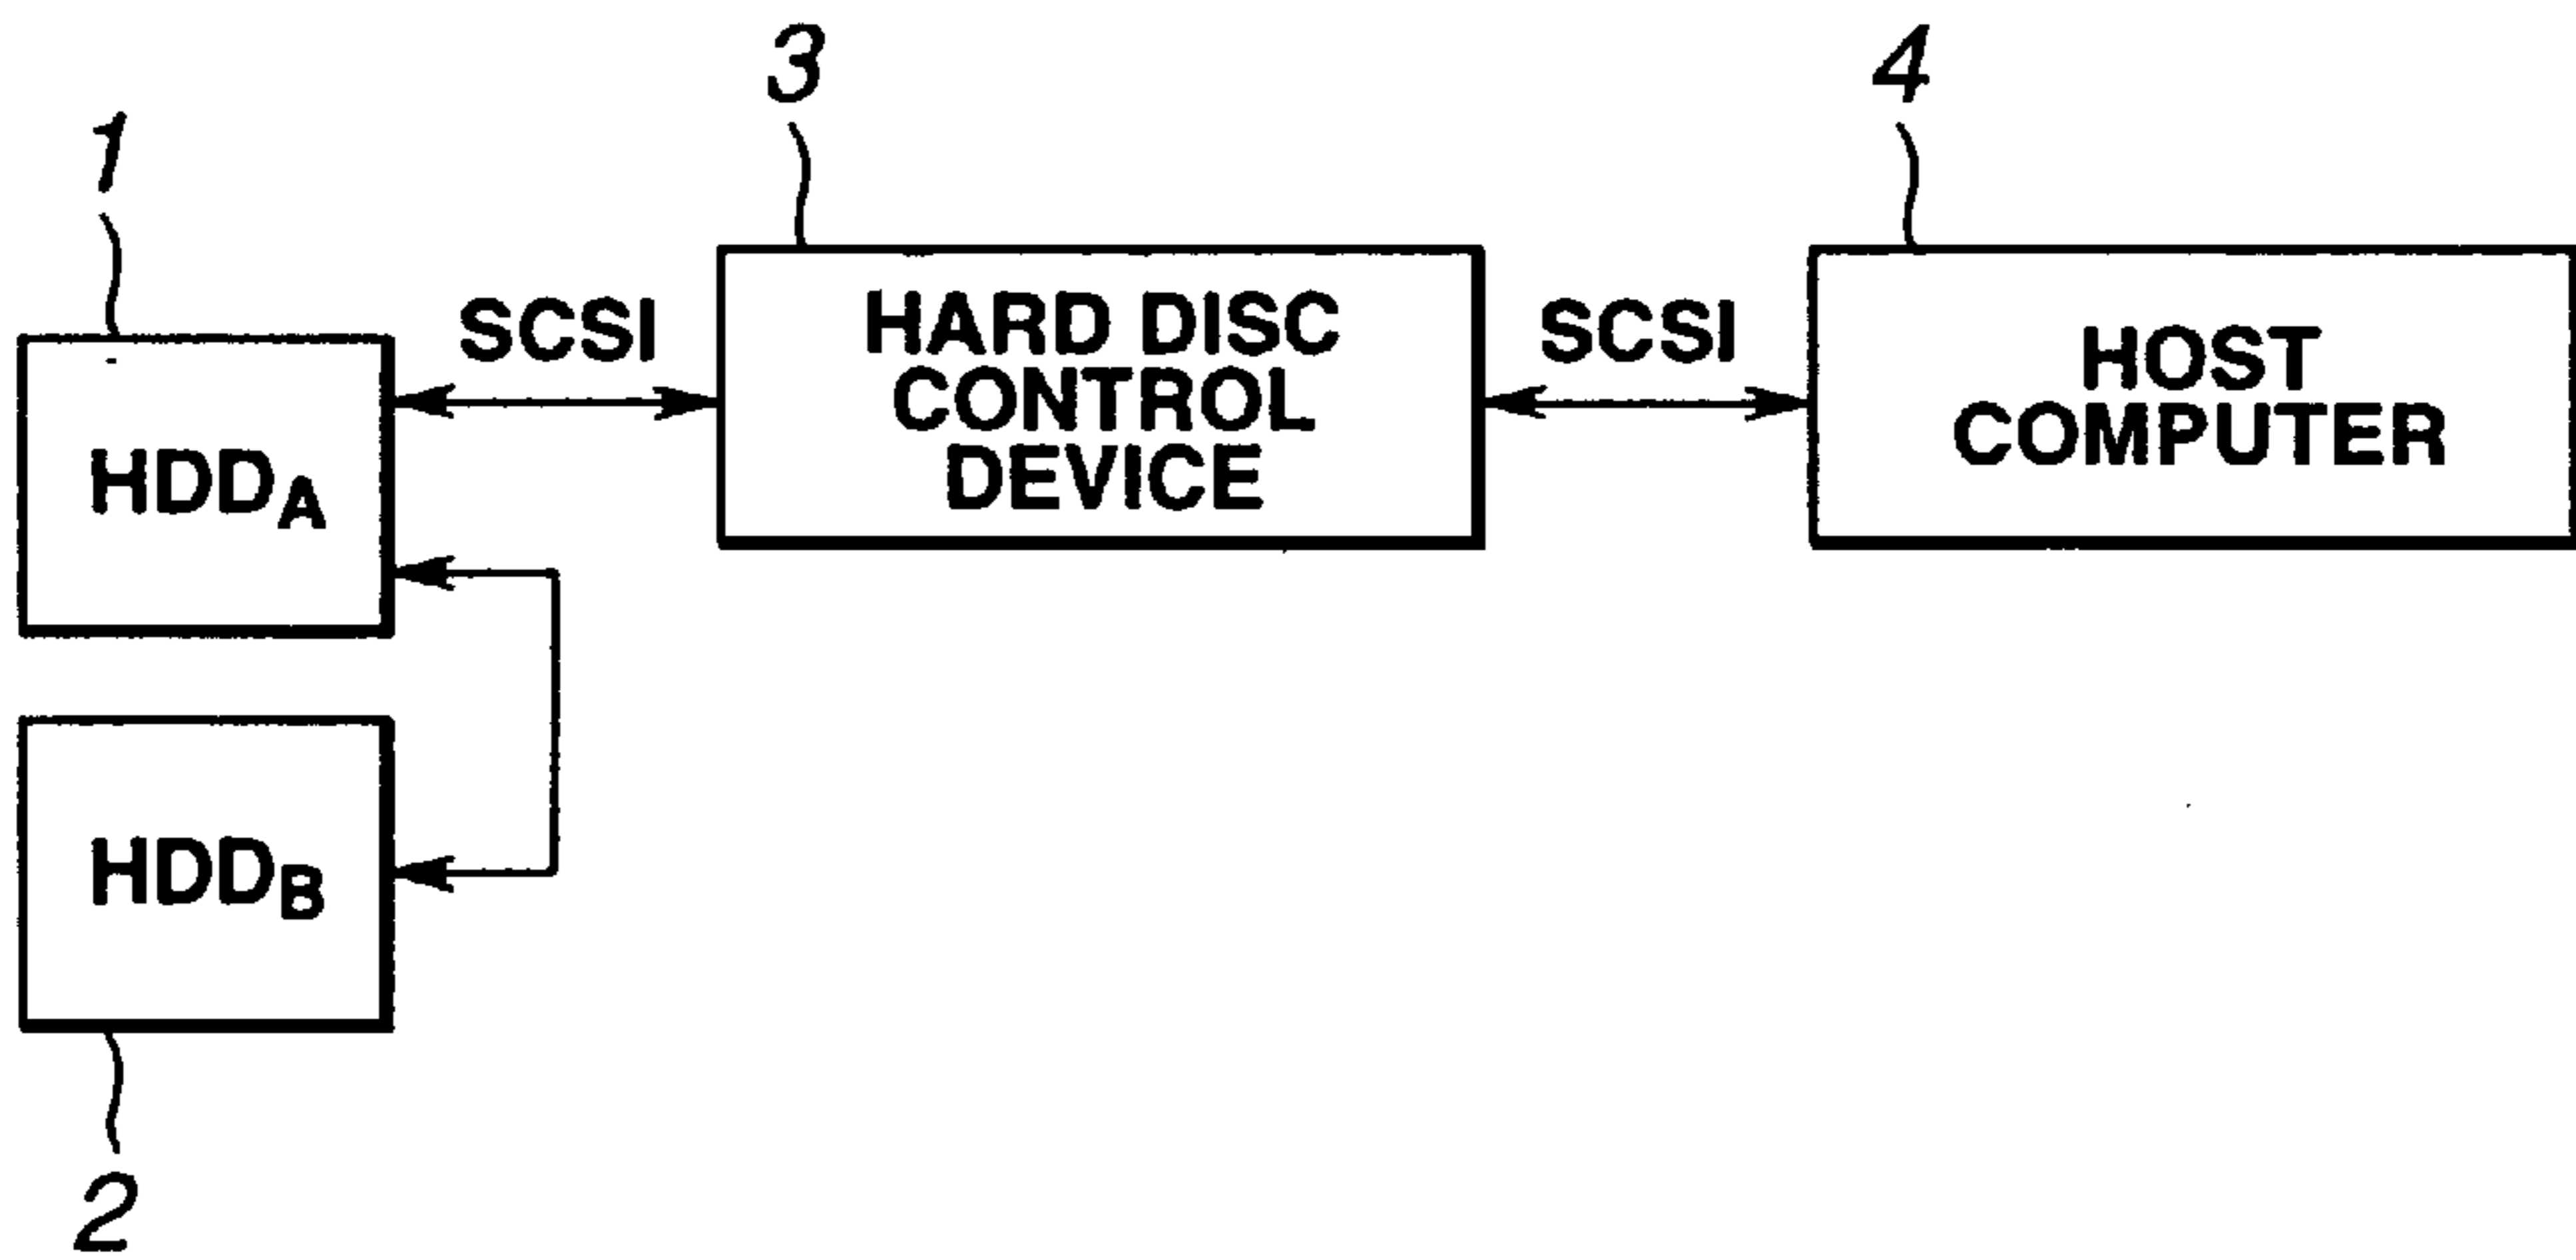 3
4
1
SCSI
HARD DISC
CONTROL
DEVICE
SCSI
HOST
COMPUTER
HDDA
HDDB
2